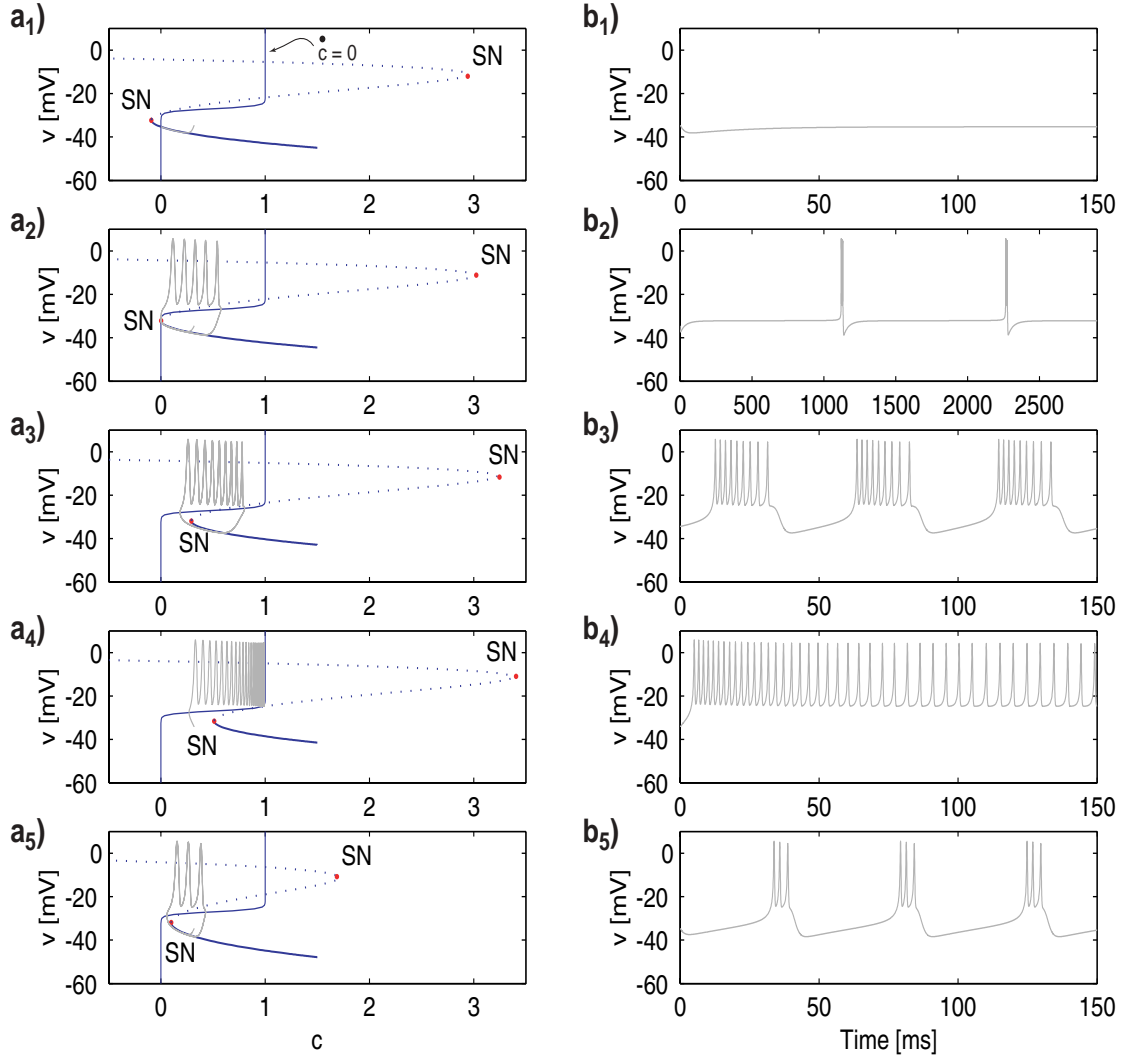 a₁)
b₁)
v [mV]
0
-20
-40
-60
SN
ċ = 0
SN
0
1
2
3
v [mV]
0
-20
-40
-60
0
50
100
150
a₂)
b₂)
v [mV]
0
-20
-40
-60
SN
SN
0
1
2
3
v [mV]
0
-20
-40
-60
0
500
1000
1500
2000
2500
a₃)
b₃)
v [mV]
0
-20
-40
-60
SN
SN
0
1
2
3
v [mV]
0
-20
-40
-60
0
50
100
150
a₄)
b₄)
v [mV]
0
-20
-40
-60
SN
SN
0
1
2
3
v [mV]
0
-20
-40
-60
0
50
100
150
a₅)
b₅)
v [mV]
0
-20
-40
-60
SN
SN
0
1
2
3
c
v [mV]
0
-20
-40
-60
0
50
100
150
Time [ms]